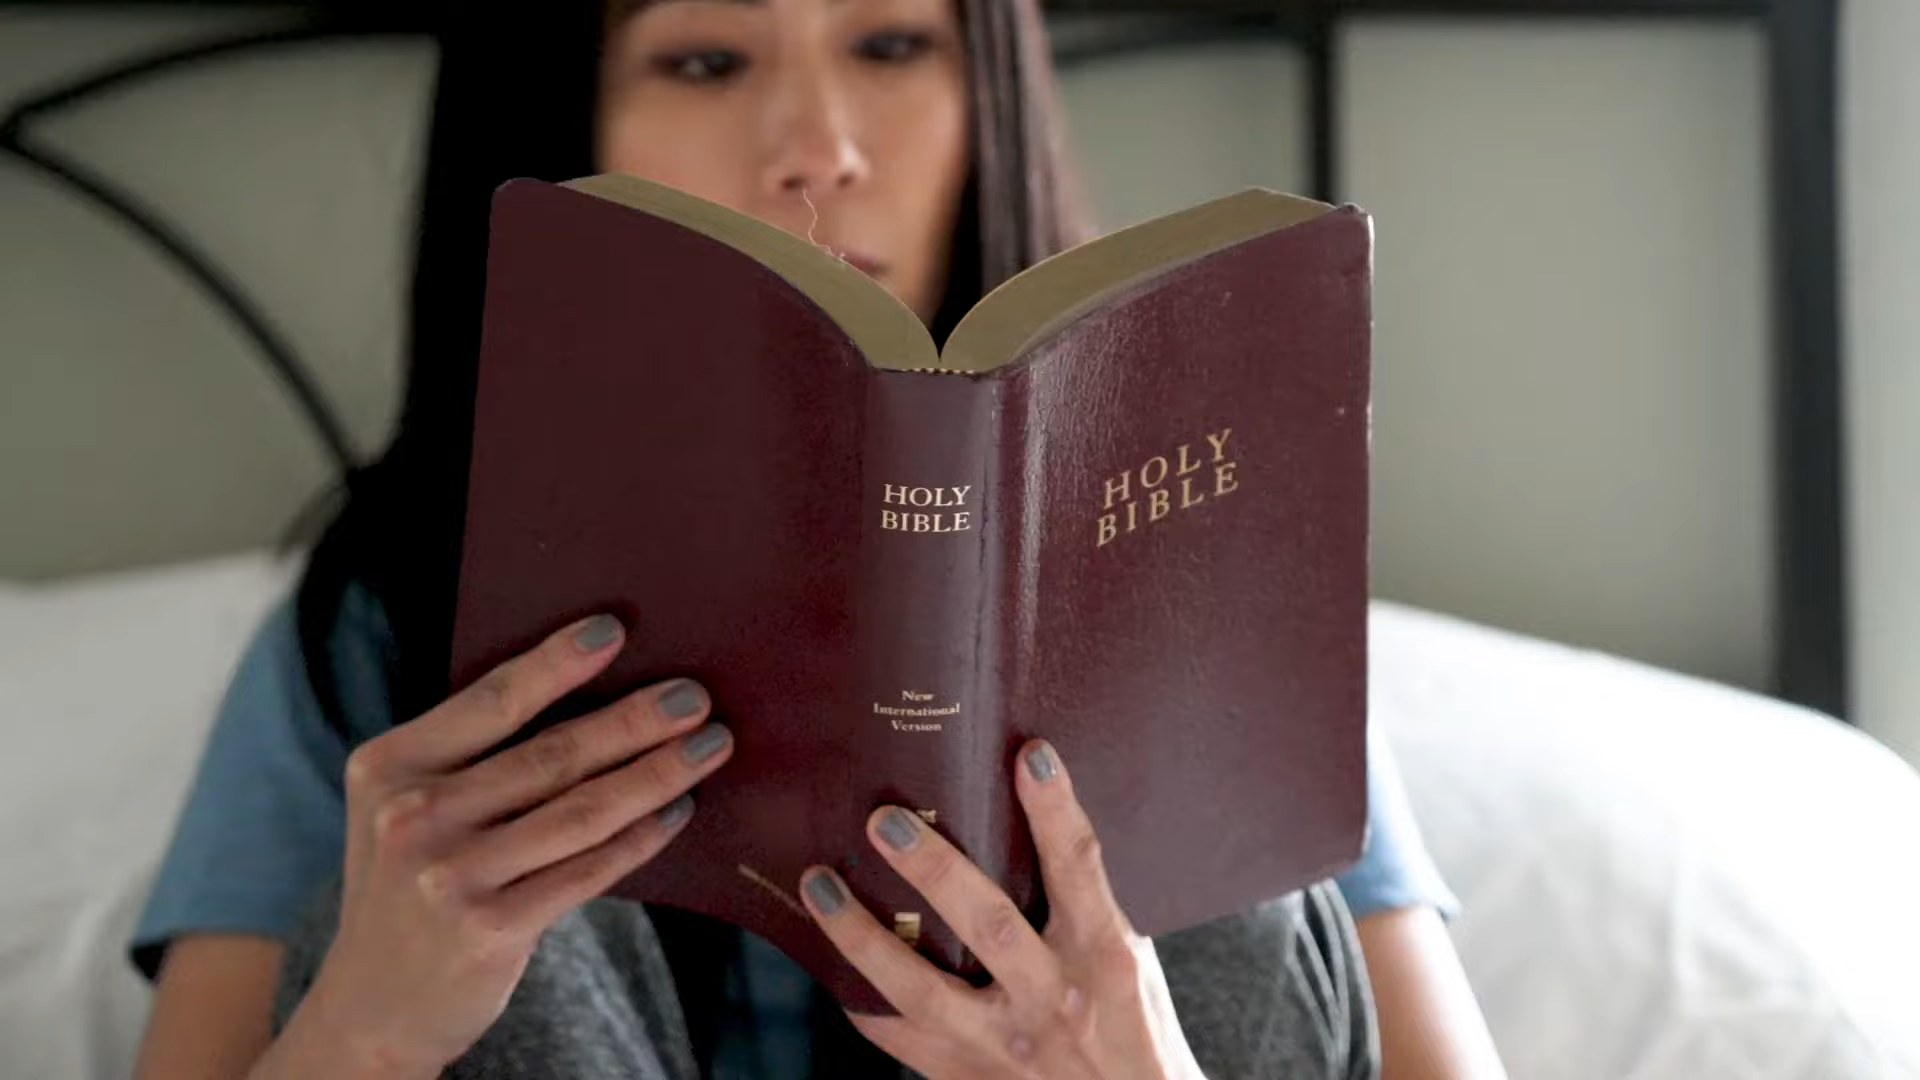 HOLY
BIBLE
New
International
Version
HOLY
BIBLE